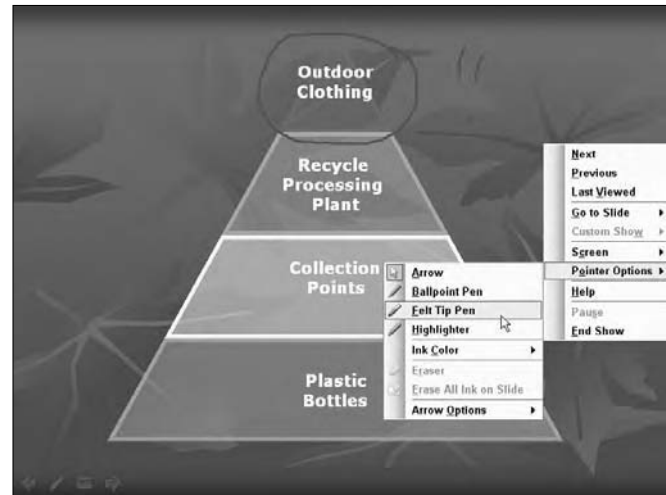 Outdoor
Clothing
Recycle
Processing
Plant
Collection
Points
Plastic
Bottles
Next
Previous
Last Viewed
Go to Slide
Custom Show
Screen
Pointer Options
Help
Pause
End Show
Arrow
Ballpoint Pen
Felt Tip Pen
Highlighter
Ink Color
Eraser
Erase All Ink on Slide
Arrow Options